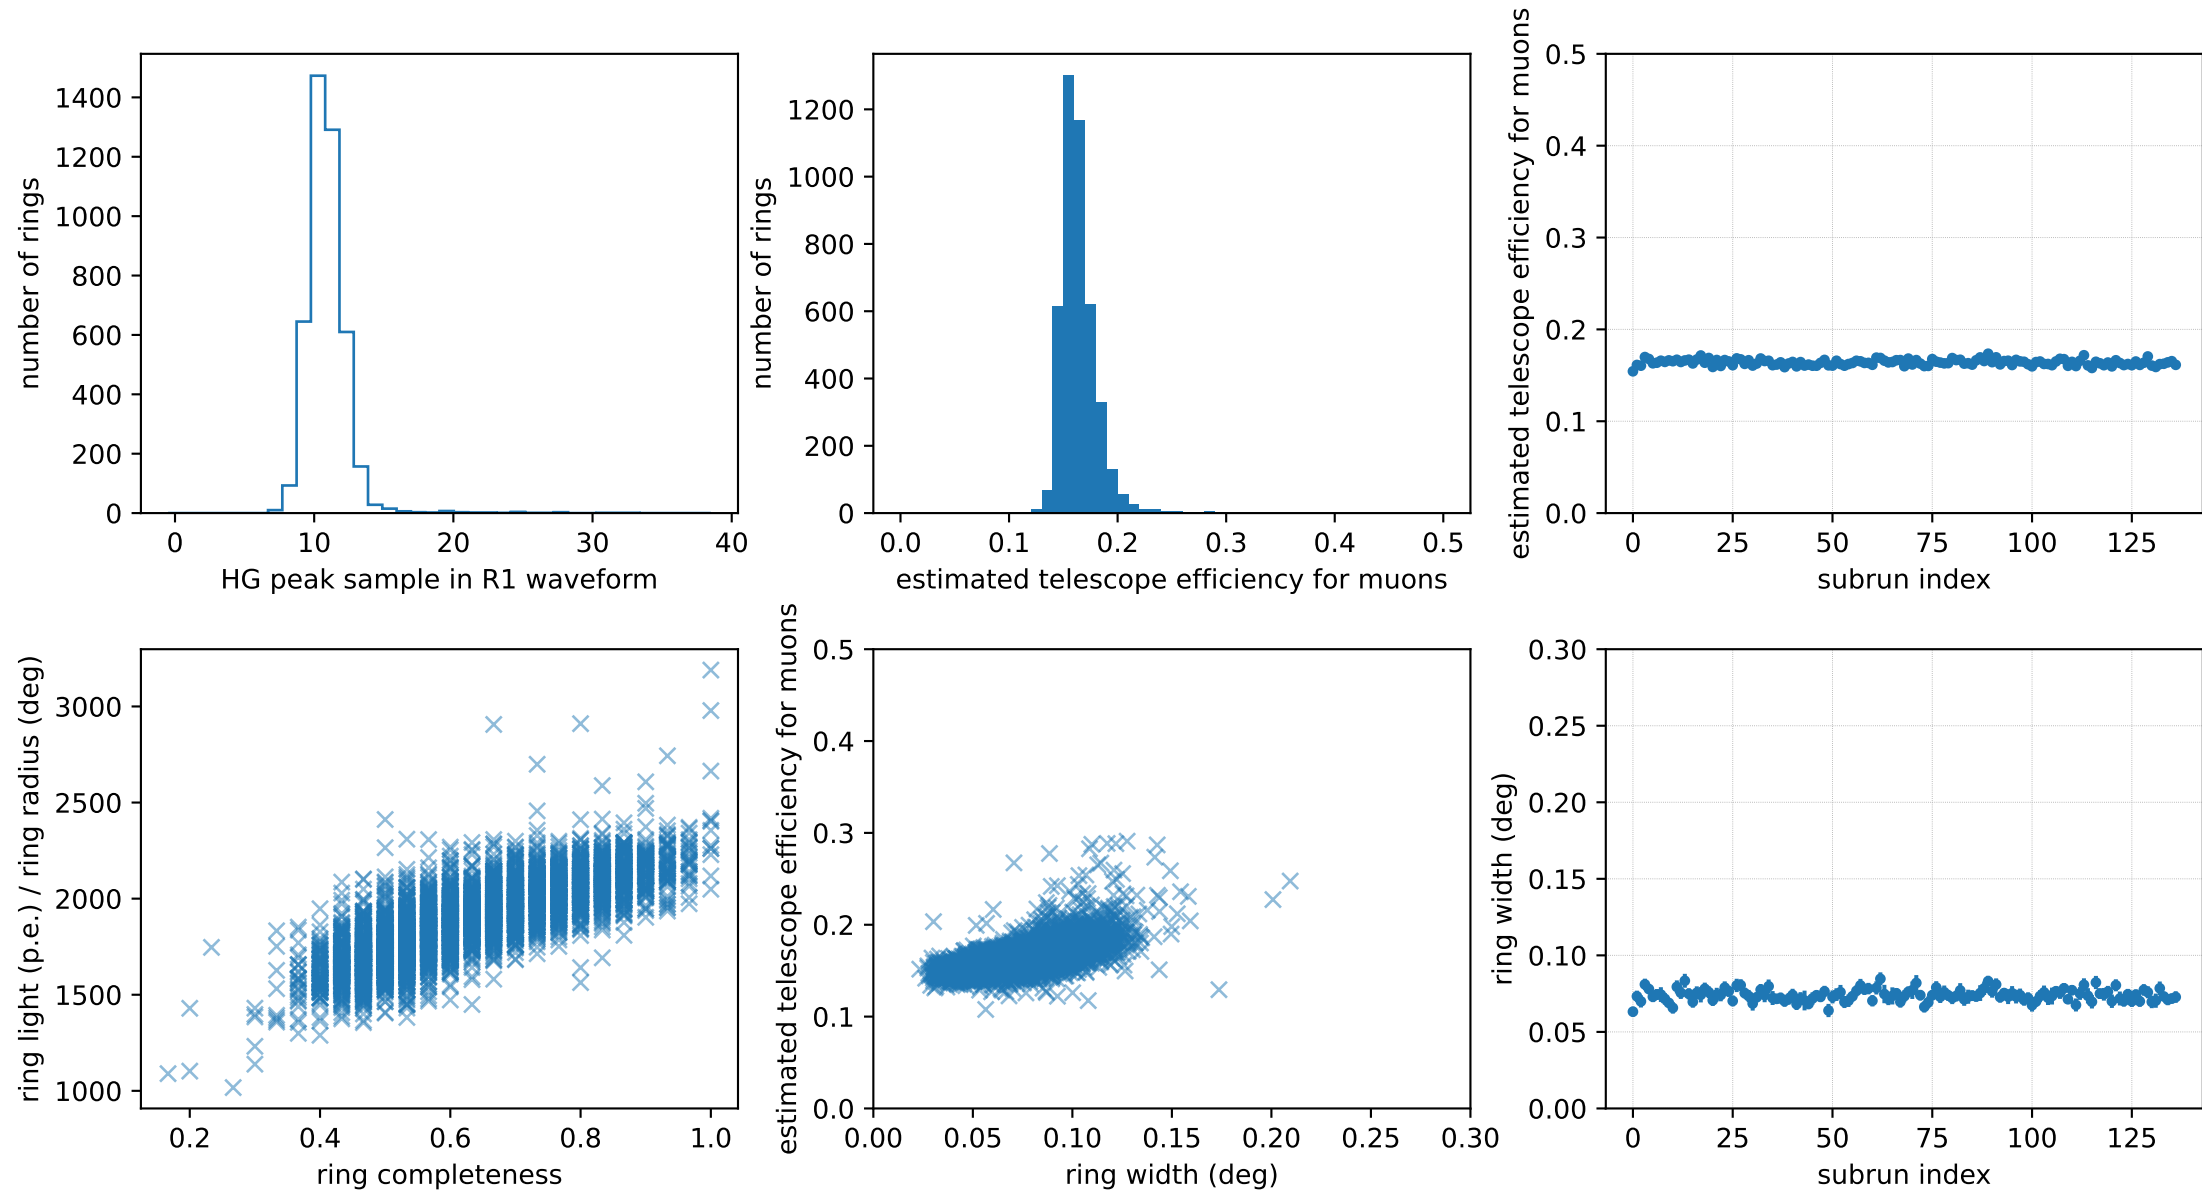 number of rings
1400
1200
1000
800
600
400
200
0
0 10 20 30 40
HG peak sample in R1 waveform
number of rings
1200
1000
800
600
400
200
0
0.0 0.1 0.2 0.3 0.4 0.5
estimated telescope efficiency for muons
estimated telescope efficiency for muons
0.5
0.4
0.3
0.2
0.1
0.0
0 25 50 75 100 125
subrun index
ring light (p.e.) / ring radius (deg)
3000
2500
2000
1500
1000
0.2 0.4 0.6 0.8 1.0
ring completeness
estimated telescope efficiency for muons
0.5
0.4
0.3
0.2
0.1
0.0
0.00 0.05 0.10 0.15 0.20 0.25 0.30
ring width (deg)
ring width (deg)
0.30
0.25
0.20
0.15
0.10
0.05
0.00
0 25 50 75 100 125
subrun index